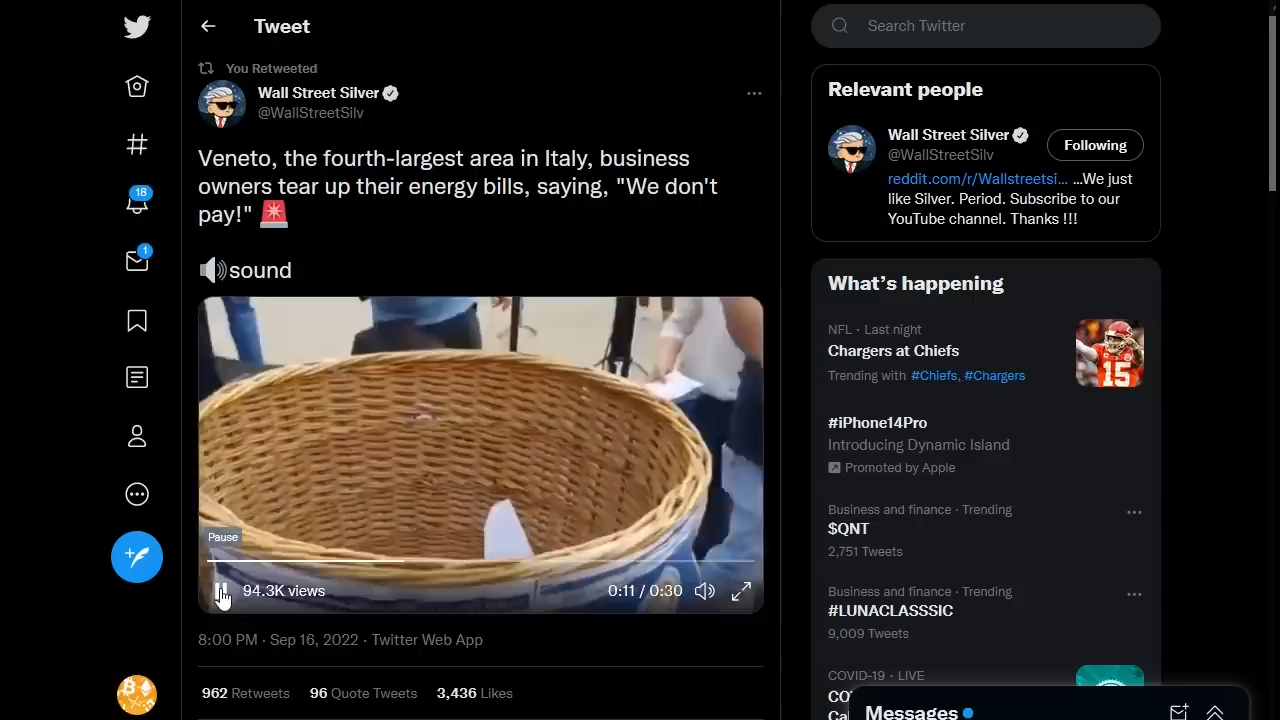 Tweet
You Retweeted
Wall Street Silver
@WallStreetSilv
Veneto, the fourth-largest area in Italy, business
owners tear up their energy bills, saying, "We don't
pay!" 🚨
🔊sound
Pause
94.3K views
0:11 / 0:30
8:00 PM · Sep 16, 2022 · Twitter Web App
962 Retweets 96 Quote Tweets 3,436 Likes
18
1
Search Twitter
Relevant people
Wall Street Silver
@WallStreetSilv
Following
reddit.com/r/Wallstreetsi… …We just
like Silver. Period. Subscribe to our
YouTube channel. Thanks !!!
What's happening
NFL · Last night
Chargers at Chiefs
Trending with #Chiefs, #Chargers
15
#iPhone14Pro
Introducing Dynamic Island
Promoted by Apple
Business and finance · Trending
$QNT
2,751 Tweets
Business and finance · Trending
#LUNACLASSSIC
9,009 Tweets
COVID-19 · LIVE
Messages